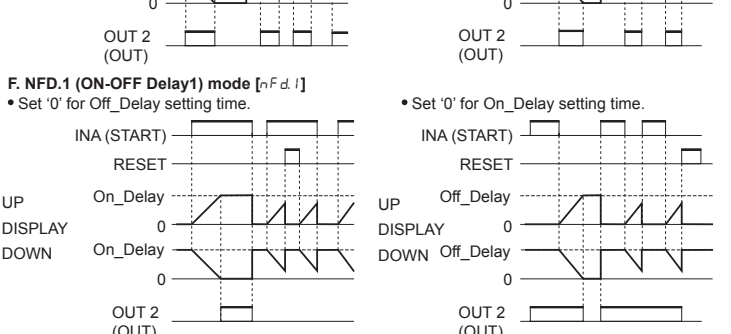 0 0
OUT 2 OUT 2
(OUT) (OUT)
F. NFD.1 (ON-OFF Delay1) mode [nFd.1]
• Set '0' for Off_Delay setting time. • Set '0' for On_Delay setting time.
INA (START) INA (START)
RESET RESET
UP On_Delay UP Off_Delay
DISPLAY 0 DISPLAY 0
DOWN On_Delay DOWN Off_Delay
0 0
OUT 2 OUT 2
(OUT) (OUT)